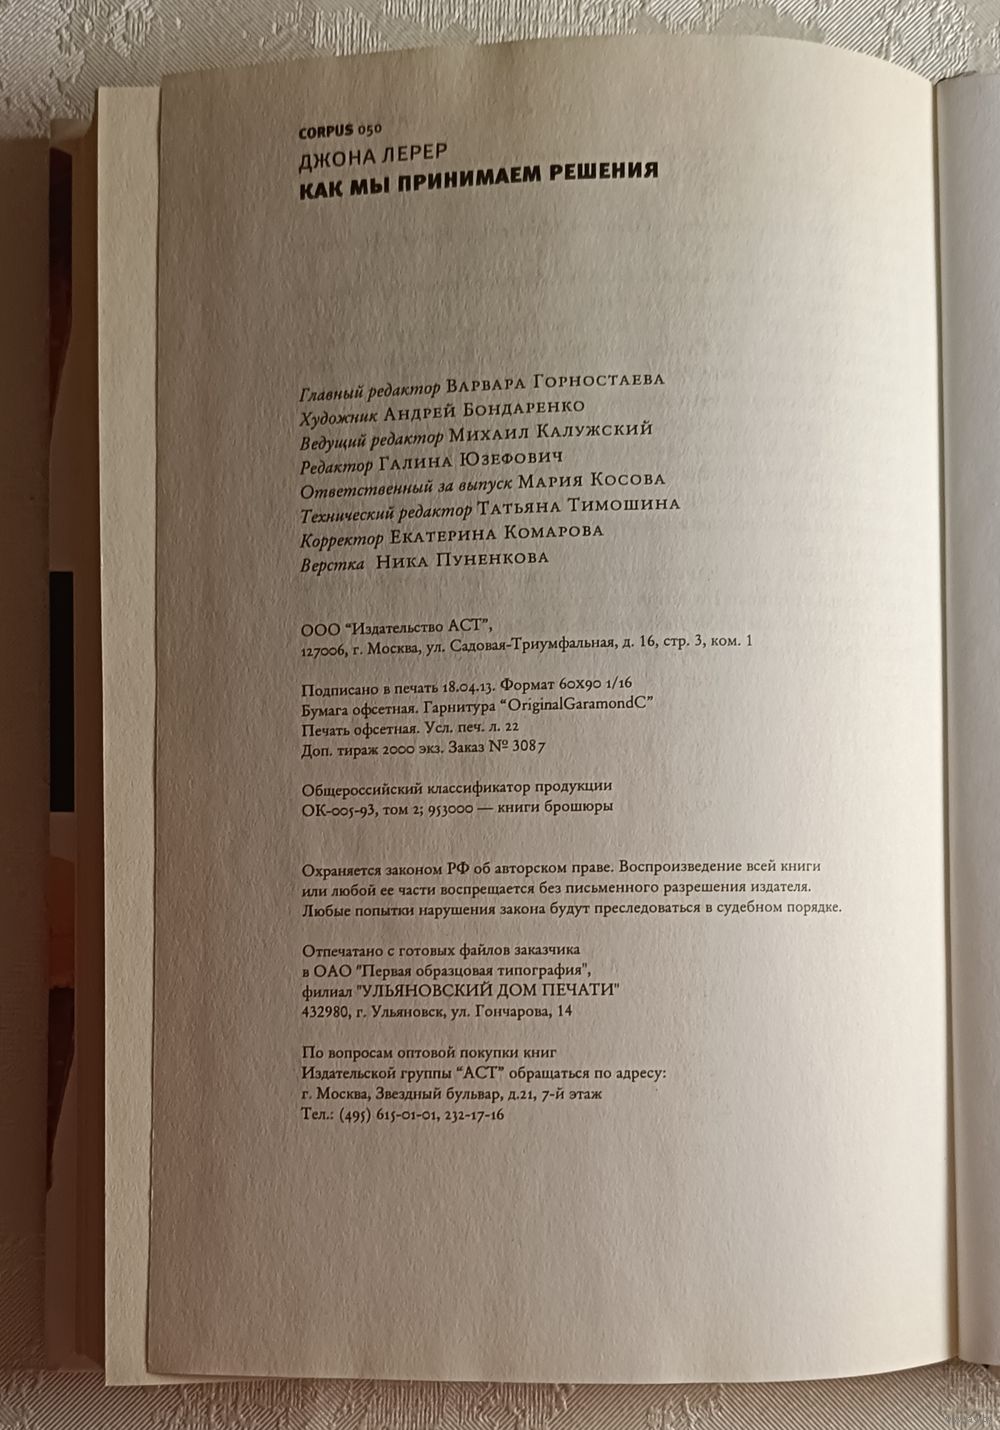 CORPUS 050
ДЖОНА ЛЕРЕР
КАК МЫ ПРИНИМАЕМ РЕШЕНИЯ
Главный редактор Варвара Горностаева
Художник Андрей Бондаренко
Ведущий редактор Михаил Калужский
Редактор Галина Юзефович
Ответственный за выпуск Мария Косова
Технический редактор Татьяна Тимошина
Корректор Екатерина Комарова
Верстка Ника Пуненкова
ООО “Издательство АСТ”,
127006, г. Москва, ул. Садовая-Триумфальная, д. 16, стр. 3, ком. 1
Подписано в печать 18.04.13. Формат 60х90 1/16
Бумага офсетная. Гарнитура “OriginalGaramondC”
Печать офсетная. Усл. печ. л. 22
Доп. тираж 2000 экз. Заказ № 3087
Общероссийский классификатор продукции
ОК-005-93, том 2; 953000 — книги брошюры
Охраняется законом РФ об авторском праве. Воспроизведение всей книги
или любой ее части воспрещается без письменного разрешения издателя.
Любые попытки нарушения закона будут преследоваться в судебном порядке.
Отпечатано с готовых файлов заказчика
в ОАО "Первая образцовая типография",
филиал "УЛЬЯНОВСКИЙ ДОМ ПЕЧАТИ"
432980, г. Ульяновск, ул. Гончарова, 14
По вопросам оптовой покупки книг
Издательской группы “АСТ” обращаться по адресу:
г. Москва, Звездный бульвар, д.21, 7-й этаж
Тел.: (495) 615-01-01, 232-17-16